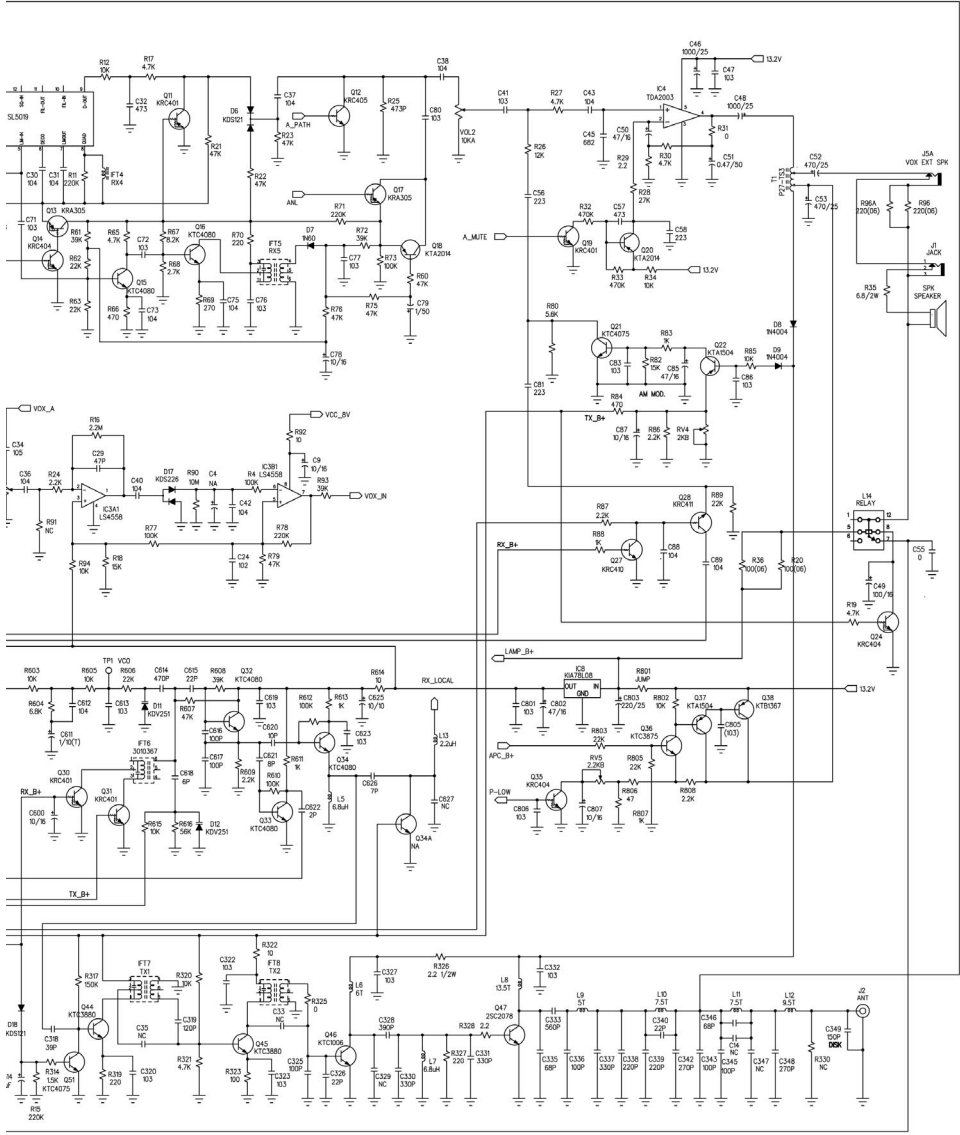 R12
10K
R17
4.7K
12
11
10
9
SQ-IN
FIL-OUT
FIL-IN
D-OUT
SL5019
LM-IN
DECO
LMOUT
QUAD
5
6
7
8
C32
473
Q11
KRC401
D6
KDS121
C37
104
A_PATH
Q12
KRC405
R25
473P
C38
104
C80
103
VOL2
10KA
C41
103
R27
4.7K
C43
104
C45
682
C46
1000/25
C47
103
13.2V
IC4
TDA2003
C48
1000/25
C50
47/16
R29
2.2
R30
4.7K
R31
0
C51
0.47/50
J5A
VOX EXT SPK
C52
470/25
T1
P27-TS3
C53
470/25
R96A
220(06)
R96
220(06)
J1
JACK
R35
6.8/2W
SPK
SPEAKER
C30
104
C31
104
R11
220K
IFT4
RX4
R21
47K
R23
47K
R22
47K
ANL
Q17
KRA305
R26
12K
C56
223
R28
27K
C71
103
Q13
KRA305
Q14
KRC404
R61
39K
R65
4.7K
C72
103
R67
8.2K
Q16
KTC4080
R70
220
IFT5
RX5
D7
1N60
R71
220K
R72
39K
C77
103
R73
100K
Q18
KTA2014
R60
47K
C79
1/50
R62
22K
R63
22K
Q15
KTC4080
R66
470
C73
104
R68
2.7K
R69
270
C75
104
C76
103
R76
47K
R75
47K
C78
10/16
A_MUTE
R32
470K
C57
473
Q19
KRC401
Q20
KTA2014
C58
223
R33
470K
R34
10K
13.2V
R80
5.6K
Q21
KTC4075
R83
1K
C83
103
R82
15K
C85
47/16
AM MOD.
Q22
KTA1504
R85
10K
D8
1N4004
D9
1N4004
C86
103
C81
223
R84
470
TX_B+
C87
10/16
R86
2.2K
RV4
2KB
VOX_A
VCC_8V
R16
2.2M
C29
47P
C34
105
C36
104
R24
2.2K
R91
NC
IC3A1
LS4558
C40
104
D17
KDS226
R90
10M
C4
NA
C42
104
R4
100K
R92
10
C9
10/16
IC3B1
LS4558
R93
39K
VOX_IN
R77
100K
R78
220K
R94
10K
R18
15K
C24
102
R79
47K
R87
2.2K
Q28
KRC411
R89
22K
RX_B+
R88
1K
Q27
KRC410
C88
104
C89
104
L14
RELAY
1
12
5
8
6
7
R36
100(06)
R20
100(06)
C49
100/16
C55
0
R19
4.7K
Q24
KRC404
LAMP_B+
R603
10K
R605
10K
TP1 VCO
R606
22K
C614
470P
C615
22P
R608
39K
Q32
KTC4080
R614
10
RX_LOCAL
IC8
KIA78L08
OUT IN
GND
R801
JUMP
13.2V
R604
6.8K
C612
104
C613
103
D11
KDV251
R607
47K
C619
103
R612
100K
R613
1K
C625
10/10
C801
103
C802
47/16
C803
220/25
R802
10K
Q37
KTA1504
Q38
KTB1367
C611
1/10(T)
IFT6
3010367
C616
100P
C620
10P
C623
103
Q34
KTC4080
L13
2.2uH
APC_B+
R803
22K
Q36
KTC3875
C805
(103)
Q30
KRC401
C617
100P
C618
6P
R609
2.2K
C621
8P
R611
1K
R610
100K
C626
7P
L5
6.8uH
C627
NC
Q35
KRC404
RV5
2.2KB
R805
22K
RX_B+
Q31
KRC401
P-LOW
R806
47
R808
2.2K
C600
10/16
R615
10K
R616
56K
D12
KDV251
Q33
KTC4080
C622
2P
Q34A
NA
C806
103
C807
10/16
R807
1K
TX_B+
IFT7
TX1
R322
10
IFT8
TX2
R317
150K
R320
10K
C322
103
R325
0
L6
6T
C327
103
R326
2.2 1/2W
L8
13.5T
C332
103
Q44
KTC3880
C35
NC
C319
120P
C33
NC
Q46
KTC1006
C328
390P
R328 2.2
Q47
2SC2078
L9
5T
L10
7.5T
L11
7.5T
L12
9.5T
J2
ANT
C333
560P
C340
22P
C346
68P
C14
NC
C349
150P
DISK
D18
KDS121
C318
39P
R314
1.5K
Q51
KTC4075
R319
220
C320
103
R321
4.7K
Q45
KTC3880
R323
100
C323
103
C325
100P
C326
22P
C329
NC
C330
330P
L7
6.8uH
R327
220
C331
330P
C335
68P
C336
100P
C337
330P
C338
220P
C339
220P
C342
270P
C343
100P
C345
100P
C347
NC
C348
270P
R330
NC
R15
220K